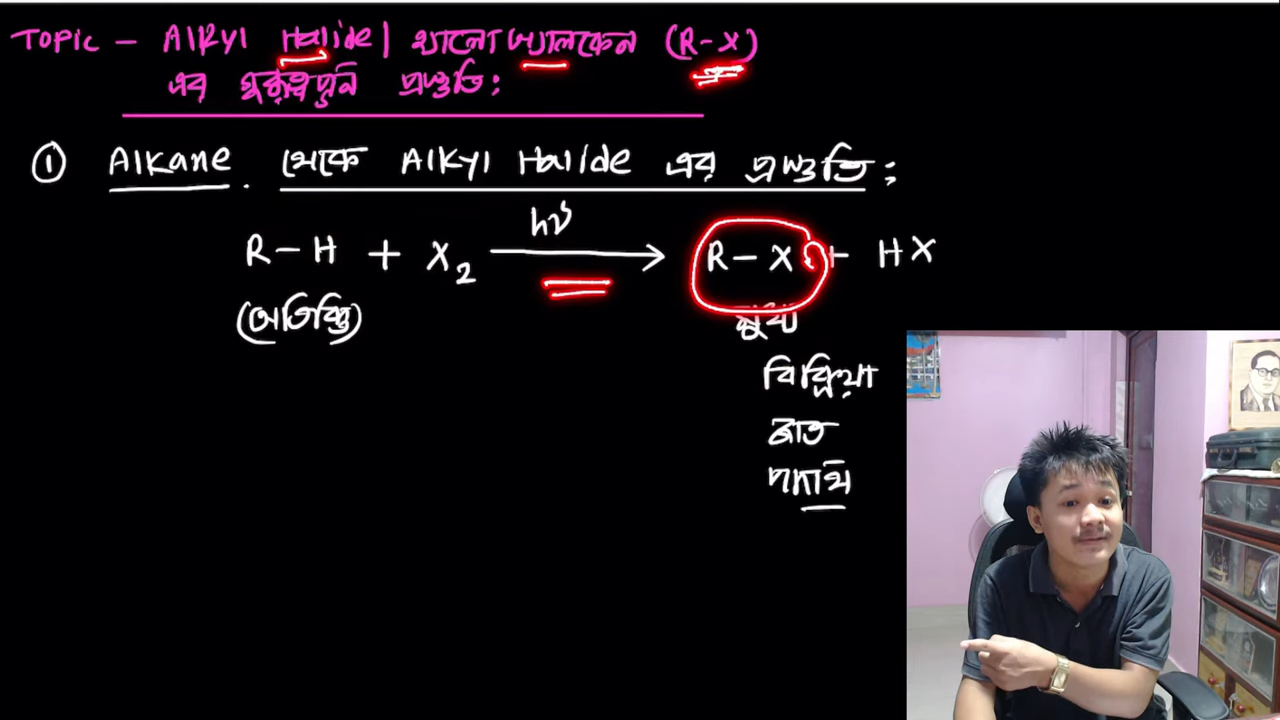 Topic – Alkyl Halide | হ্যালোঅ্যালকেন (R-X)
এর গুরুত্বপূর্ণ প্রস্তুতি:
① Alkane. থেকে Alkyl Halide এর প্রস্তুতি:
hν
R–H + X₂ → R–X + HX
(অতিরিক্ত) মুখ্য
বিক্রিয়া
জাত
পদার্থ